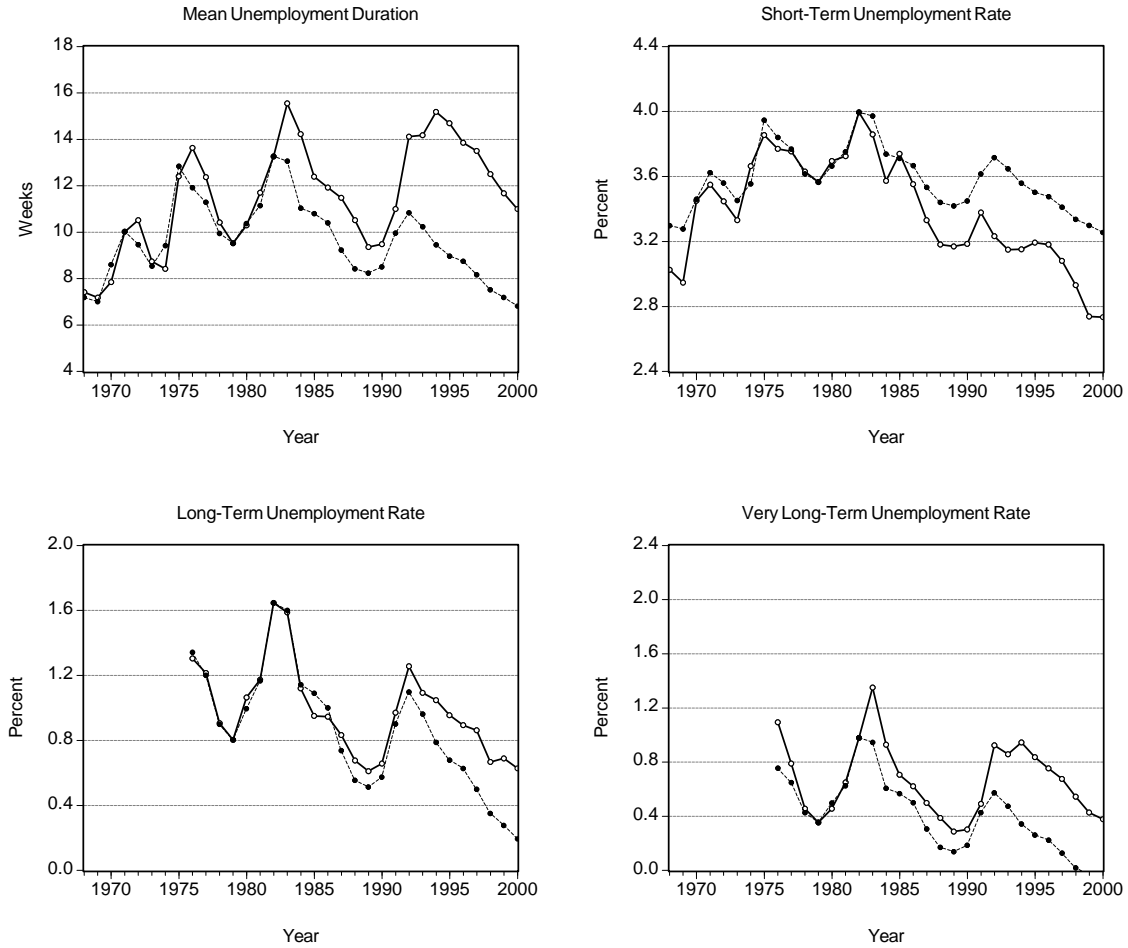 Mean Unemployment Duration
18
16
14
12
10
8
6
4
Weeks
1970 1975 1980 1985 1990 1995 2000
Year
Short-Term Unemployment Rate
4.4
4.0
3.6
3.2
2.8
2.4
Percent
1970 1975 1980 1985 1990 1995 2000
Year
Long-Term Unemployment Rate
2.0
1.6
1.2
0.8
0.4
0.0
Percent
1970 1975 1980 1985 1990 1995 2000
Year
Very Long-Term Unemployment Rate
2.4
2.0
1.6
1.2
0.8
0.4
0.0
Percent
1970 1975 1980 1985 1990 1995 2000
Year